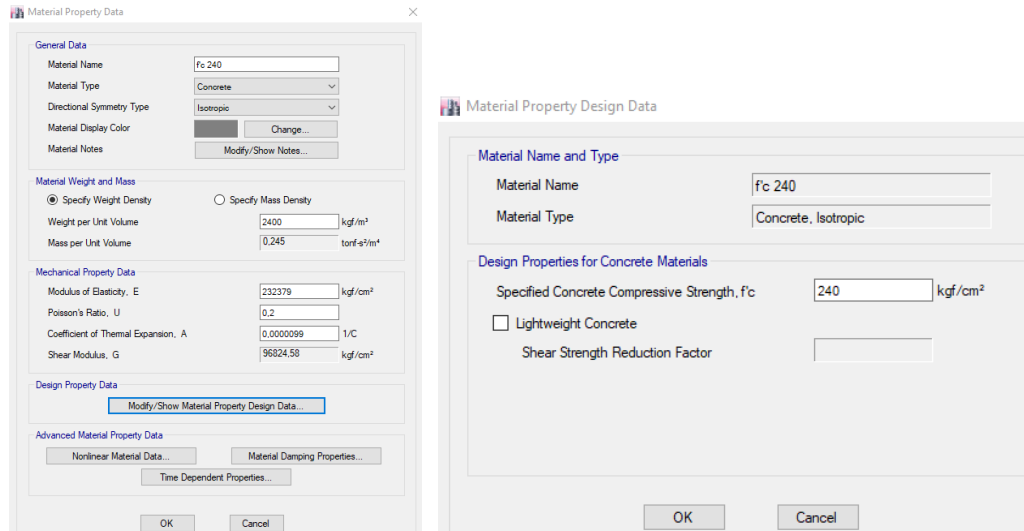 Material Property Data
General Data
Material Name f'c 240
Material Type Concrete
Directional Symmetry Type Isotropic
Material Display Color Change...
Material Notes Modify/Show Notes...
Material Weight and Mass
Specify Weight Density Specify Mass Density
Weight per Unit Volume 2400 kgf/m³
Mass per Unit Volume 0,245 tonf-s²/m⁴
Mechanical Property Data
Modulus of Elasticity, E 232379 kgf/cm²
Poisson's Ratio, U 0,2
Coefficient of Thermal Expansion, A 0,0000099 1/C
Shear Modulus, G 96824,58 kgf/cm²
Design Property Data
Modify/Show Material Property Design Data...
Advanced Material Property Data
Nonlinear Material Data... Material Damping Properties...
Time Dependent Properties...
OK Cancel
Material Property Design Data
Material Name and Type
Material Name f'c 240
Material Type Concrete, Isotropic
Design Properties for Concrete Materials
Specified Concrete Compressive Strength, f'c 240 kgf/cm²
Lightweight Concrete
Shear Strength Reduction Factor
OK Cancel